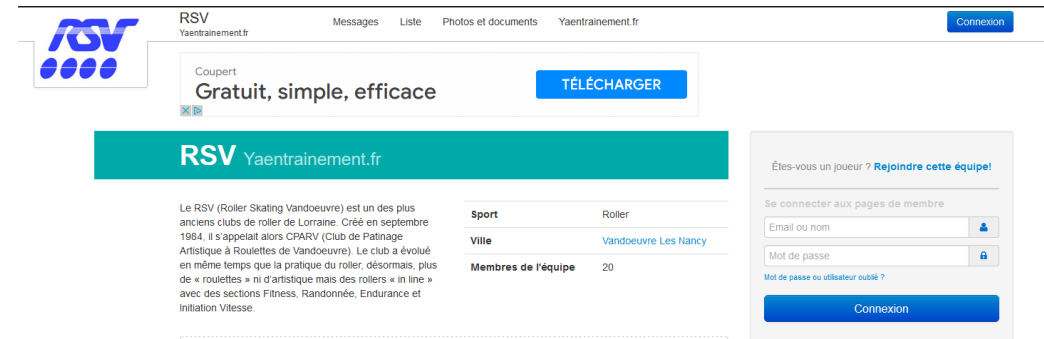 RSV
RSV
Yaentrainement.fr
Messages Liste Photos et documents Yaentrainement.fr
Connexion
Coupert
Gratuit, simple, efficace
TÉLÉCHARGER
RSV Yaentrainement.fr
Le RSV (Roller Skating Vandoeuvre) est un des plus
anciens clubs de roller de Lorraine. Créé en septembre
1984, il s'appelait alors CPARV (Club de Patinage
Artistique à Roulettes de Vandoeuvre). Le club a évolué
en même temps que la pratique du roller, désormais, plus
de « roulettes » ni d'artistique mais des rollers « in line »
avec des sections Fitness, Randonnée, Endurance et
Initiation Vitesse.
Sport Roller
Ville Vandoeuvre Les Nancy
Membres de l'équipe 20
Êtes-vous un joueur ? Rejoindre cette équipe!
Se connecter aux pages de membre
Email ou nom
Mot de passe
Mot de passe ou utilisateur oublié ?
Connexion